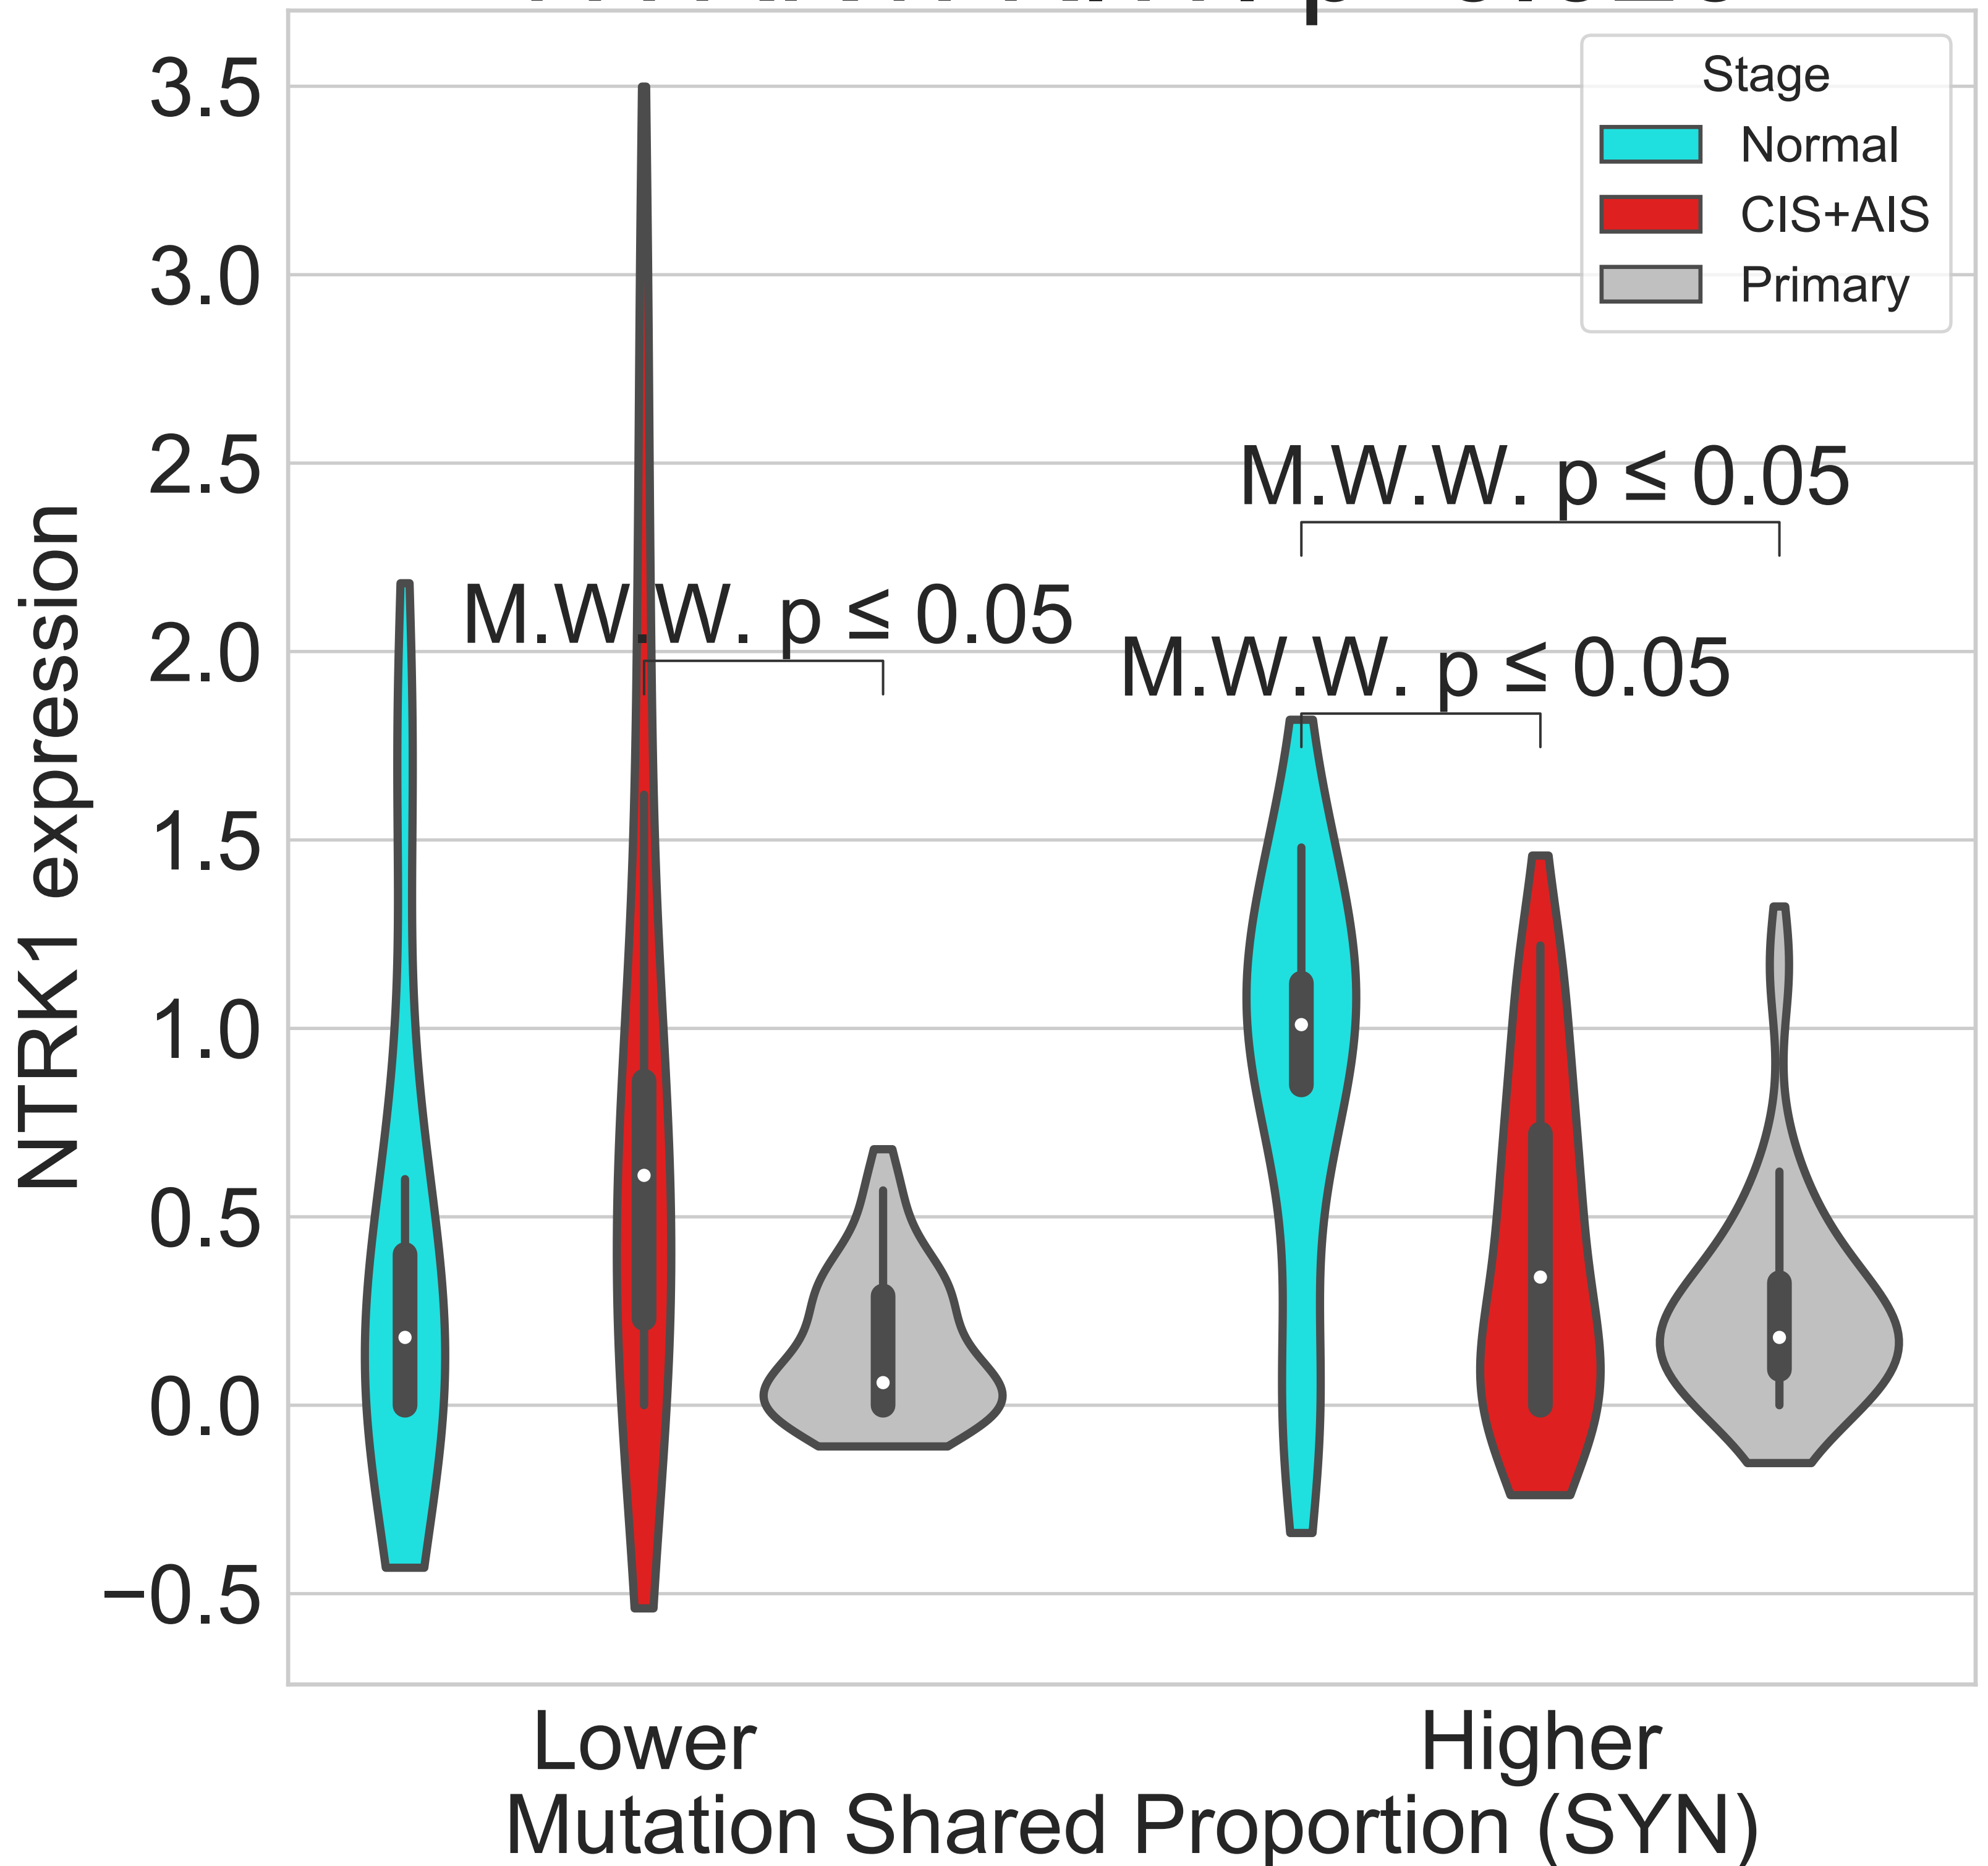 Stage
Normal
CIS+AIS
Primary
3.5
3.0
2.5
2.0
1.5
1.0
0.5
0.0
−0.5
NTRK1 expression
M.W.W. p ≤ 0.05
M.W.W. p ≤ 0.05
M.W.W. p ≤ 0.05
Lower
Higher
Mutation Shared Proportion (SYN)